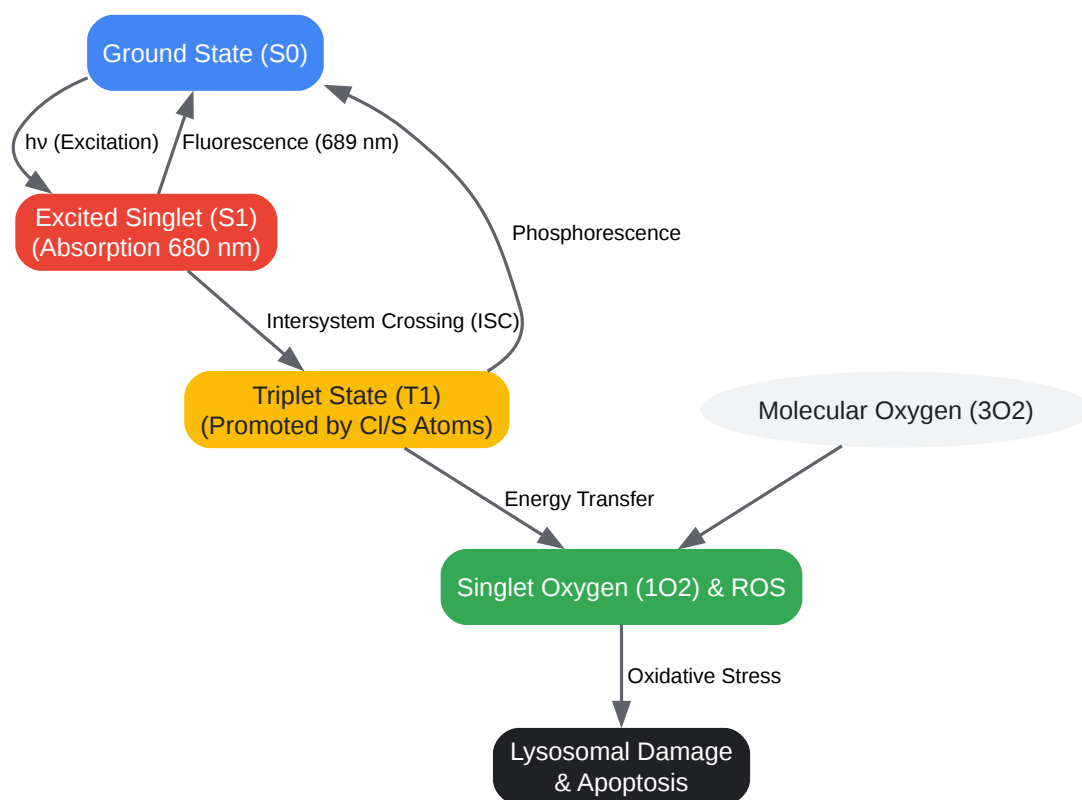 Ground State (S0)
hν (Excitation)
Fluorescence (689 nm)
Excited Singlet (S1)
(Absorption 680 nm)
Phosphorescence
Intersystem Crossing (ISC)
Triplet State (T1)
(Promoted by Cl/S Atoms)
Molecular Oxygen (3O2)
Energy Transfer
Singlet Oxygen (1O2) & ROS
Oxidative Stress
Lysosomal Damage
& Apoptosis